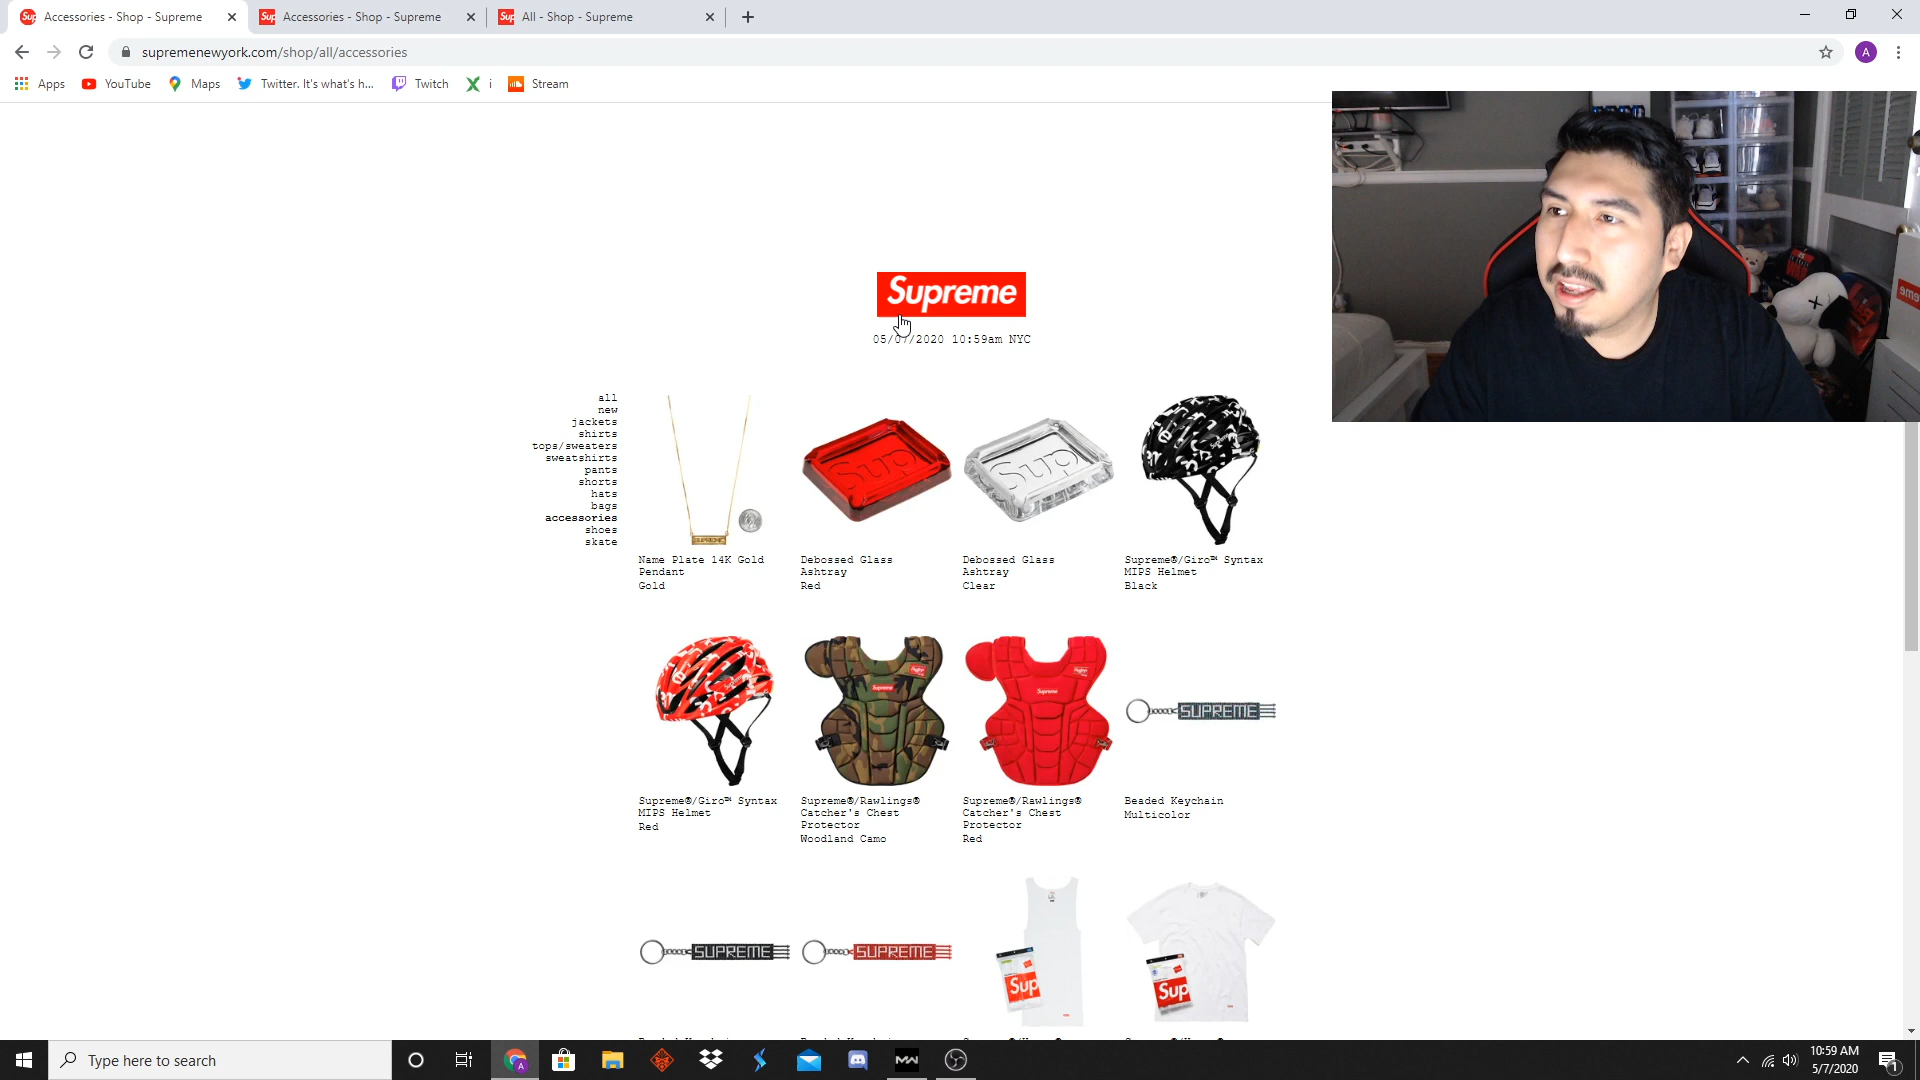 Accessories - Shop - Supreme
Accessories - Shop - Supreme
All - Shop - Supreme
supremenewyork.com/shop/all/accessories
A
Apps
YouTube
Maps
Twitter. It's what's h...
Twitch
i
Stream
Supreme
05/07/2020 10:59am NYC
all
new
jackets
shirts
tops/sweaters
sweatshirts
pants
shorts
hats
bags
accessories
shoes
skate
Name Plate 14K Gold
Pendant
Gold
Debossed Glass
Ashtray
Red
Debossed Glass
Ashtray
Clear
Supreme®/Giro™ Syntax
MIPS Helmet
Black
Supreme®/Giro™ Syntax
MIPS Helmet
Red
Supreme®/Rawlings®
Catcher's Chest
Protector
Woodland Camo
Supreme®/Rawlings®
Catcher's Chest
Protector
Red
Beaded Keychain
Multicolor
SUPREME
SUPREME
SUPREME
Sup
Sup
Type here to search
10:59 AM
5/7/2020